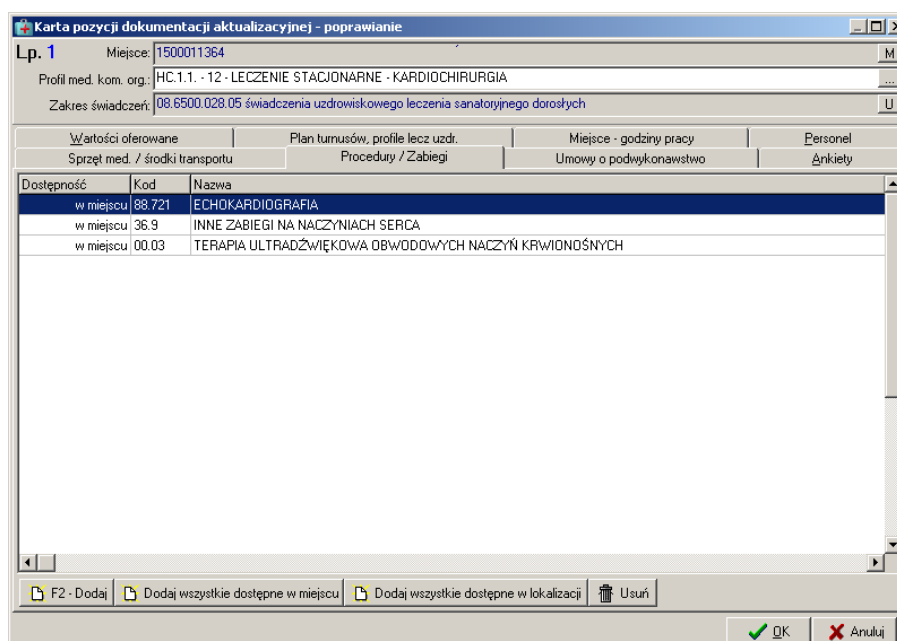 Karta pozycji dokumentacji aktualizacyjnej - poprawianie
Lp. 1 Miejsce: 1500011364 M
Profil med. kom. org.: HC.1.1. - 12 - LECZENIE STACJONARNE - KARDIOCHIRURGIA ...
Zakres świadczeń: 08.6500.028.05 świadczenia uzdrowiskowego leczenia sanatoryjnego dorosłych U
Wartości oferowane Plan turnusów, profile lecz uzdr. Miejsce - godziny pracy Personel
Sprzęt med. / środki transportu Procedury / Zabiegi Umowy o podwykonawstwo Ankiety
Dostępność Kod Nazwa
w miejscu 88.721 ECHOKARDIOGRAFIA
w miejscu 36.9 INNE ZABIEGI NA NACZYNIACH SERCA
w miejscu 00.03 TERAPIA ULTRADŹWIĘKOWA OBWODOWYCH NACZYŃ KRWIONOŚNYCH
F2 - Dodaj Dodaj wszystkie dostępne w miejscu Dodaj wszystkie dostępne w lokalizacji Usuń
OK Anuluj